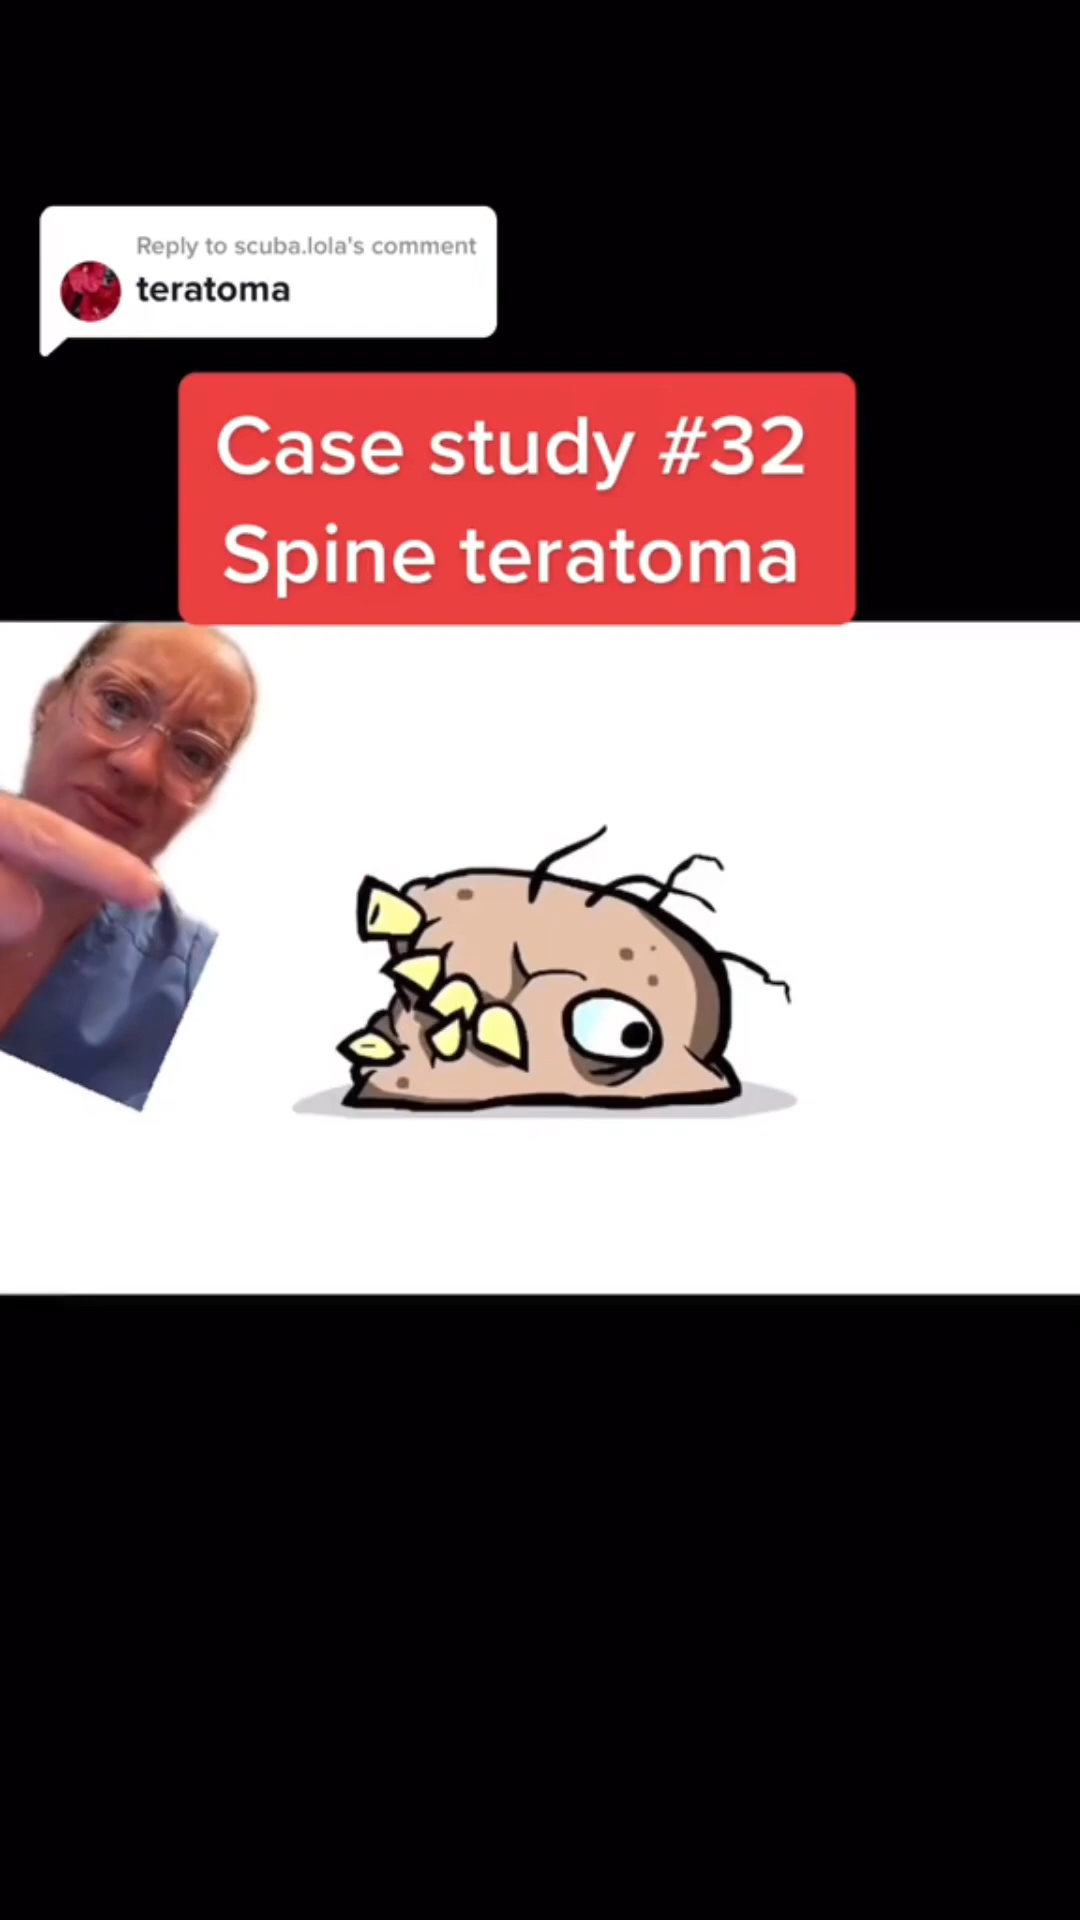 Reply to scuba.lola's comment
teratoma
Case study #32
Spine teratoma